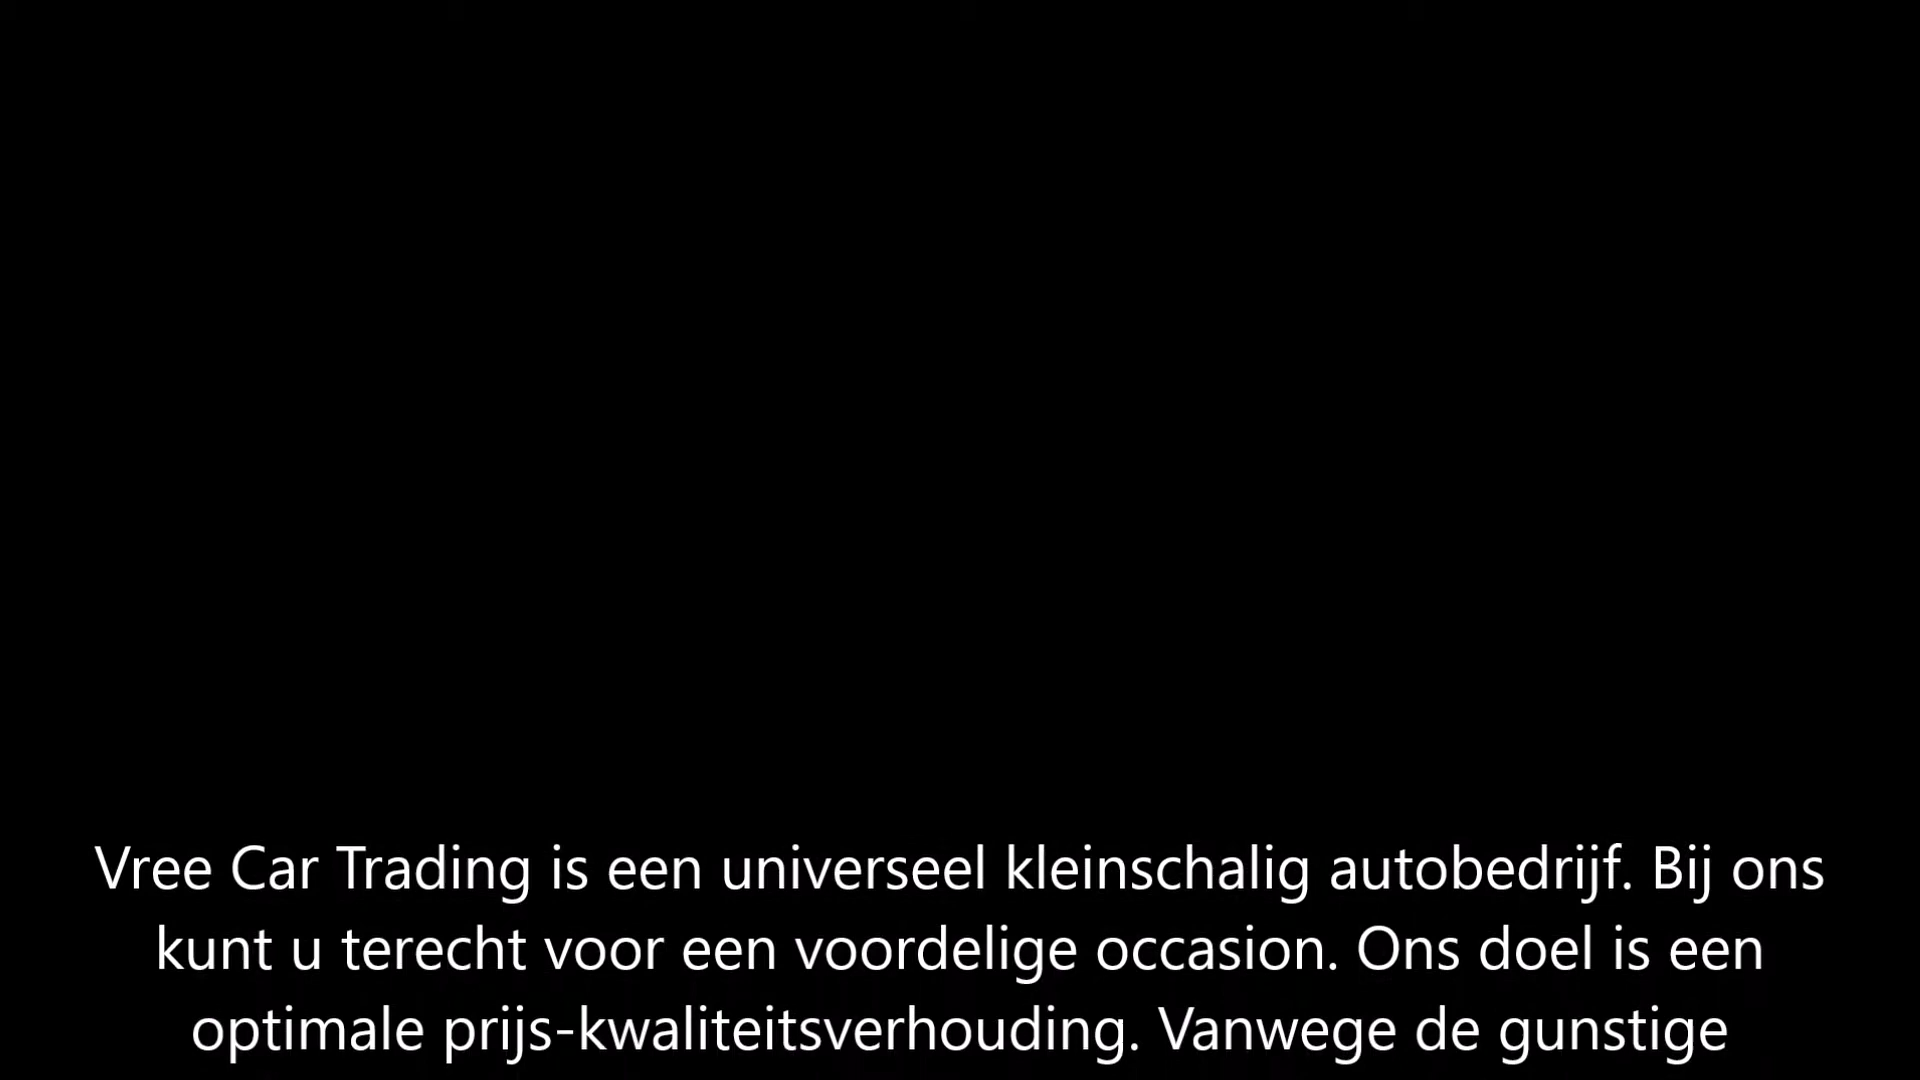 Vree Car Trading is een universeel kleinschalig autobedrijf. Bij ons
kunt u terecht voor een voordelige occasion. Ons doel is een
optimale prijs-kwaliteitsverhouding. Vanwege de gunstige